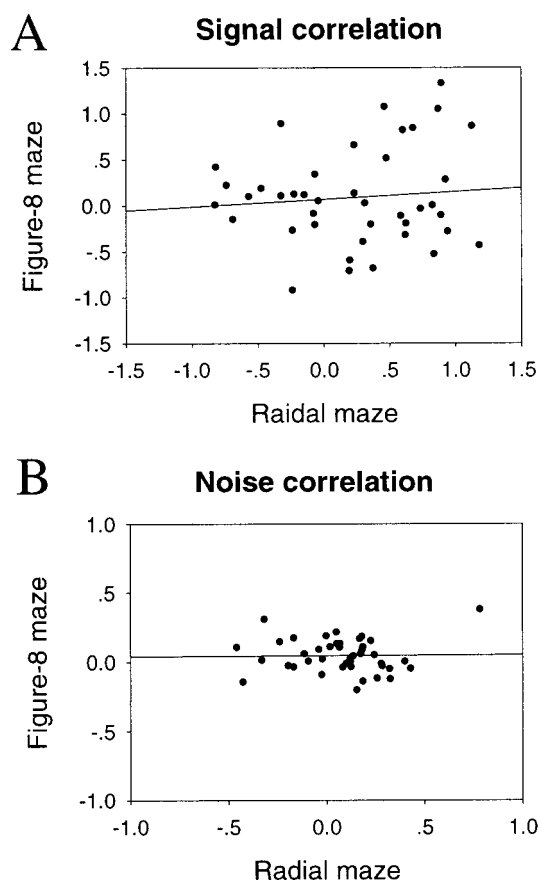 A
Signal correlation
1.5
1.0
.5
0.0
-.5
-1.0
-1.5
Figure-8 maze
-1.5 -1.0 -.5 0.0 .5 1.0 1.5
Raidal maze
B
Noise correlation
1.0
.5
0.0
-.5
-1.0
Figure-8 maze
-1.0 -.5 0.0 .5 1.0
Radial maze